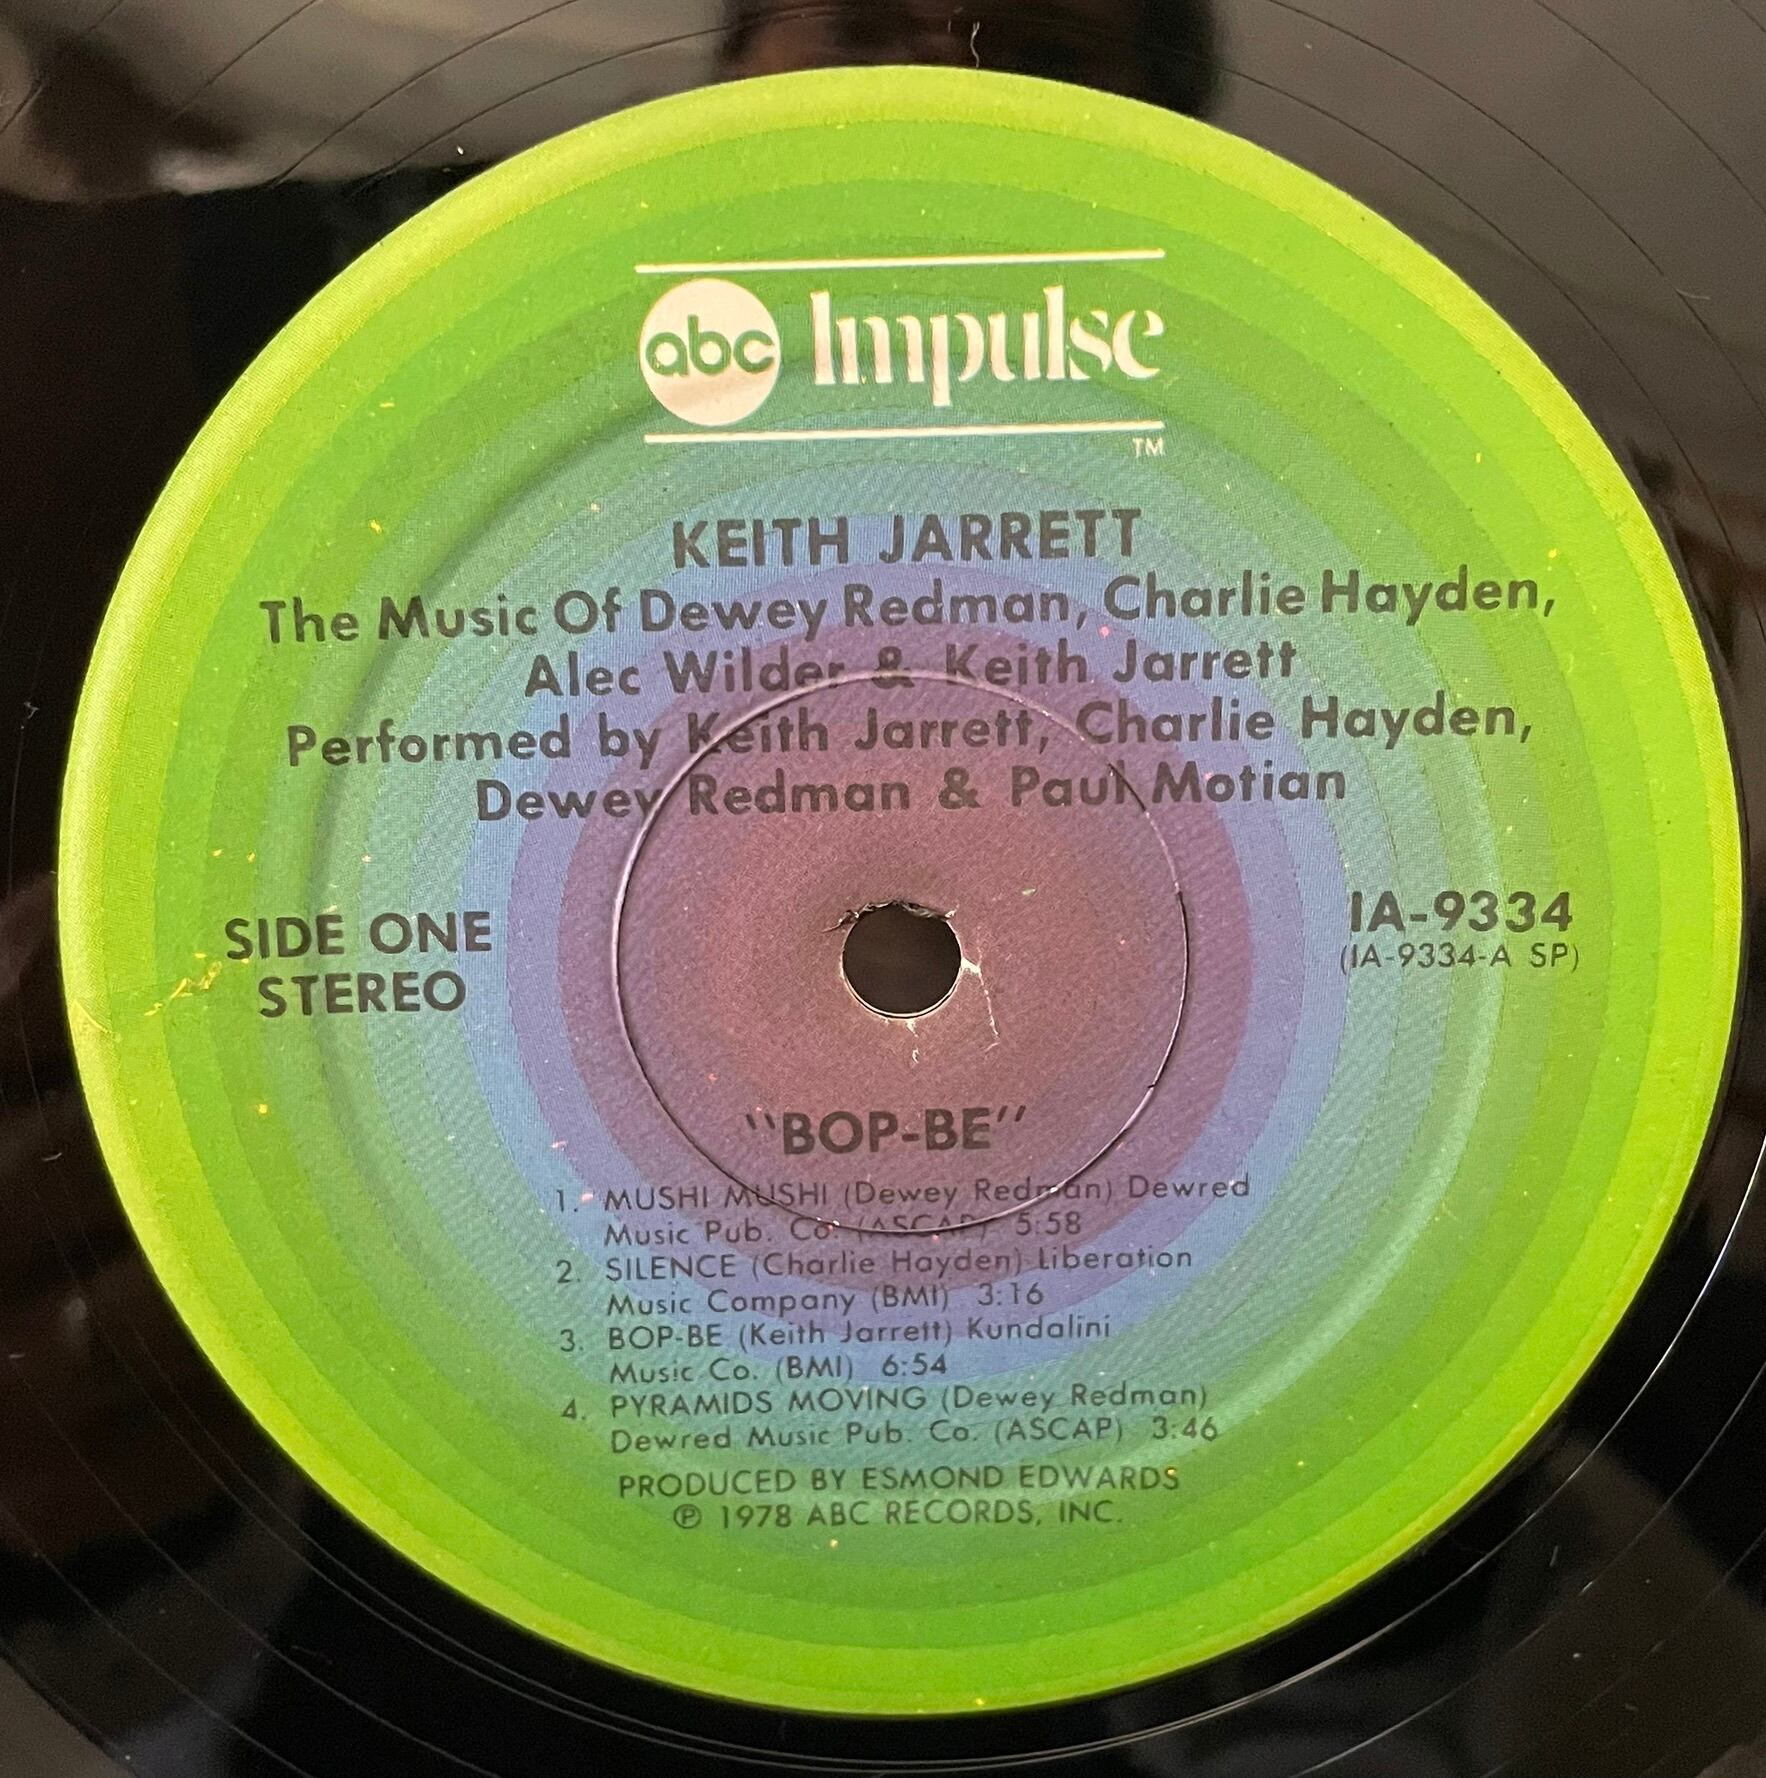 abc Impulse
TM
KEITH JARRETT
The Music Of Dewey Redman, Charlie Hayden,
Alec Wilder & Keith Jarrett
Performed by Keith Jarrett, Charlie Hayden,
Dewey Redman & Paul Motian
SIDE ONE
STEREO
IA-9334
(IA-9334-A SP)
"BOP-BE"
1. MUSHI MUSHI (Dewey Redman) Dewred
Music Pub. Co. (ASCAP) 5:58
2. SILENCE (Charlie Hayden) Liberation
Music Company (BMI) 3:16
3. BOP-BE (Keith Jarrett) Kundalini
Music Co. (BMI) 6:54
4. PYRAMIDS MOVING (Dewey Redman)
Dewred Music Pub. Co. (ASCAP) 3:46
PRODUCED BY ESMOND EDWARDS
℗ 1978 ABC RECORDS, INC.